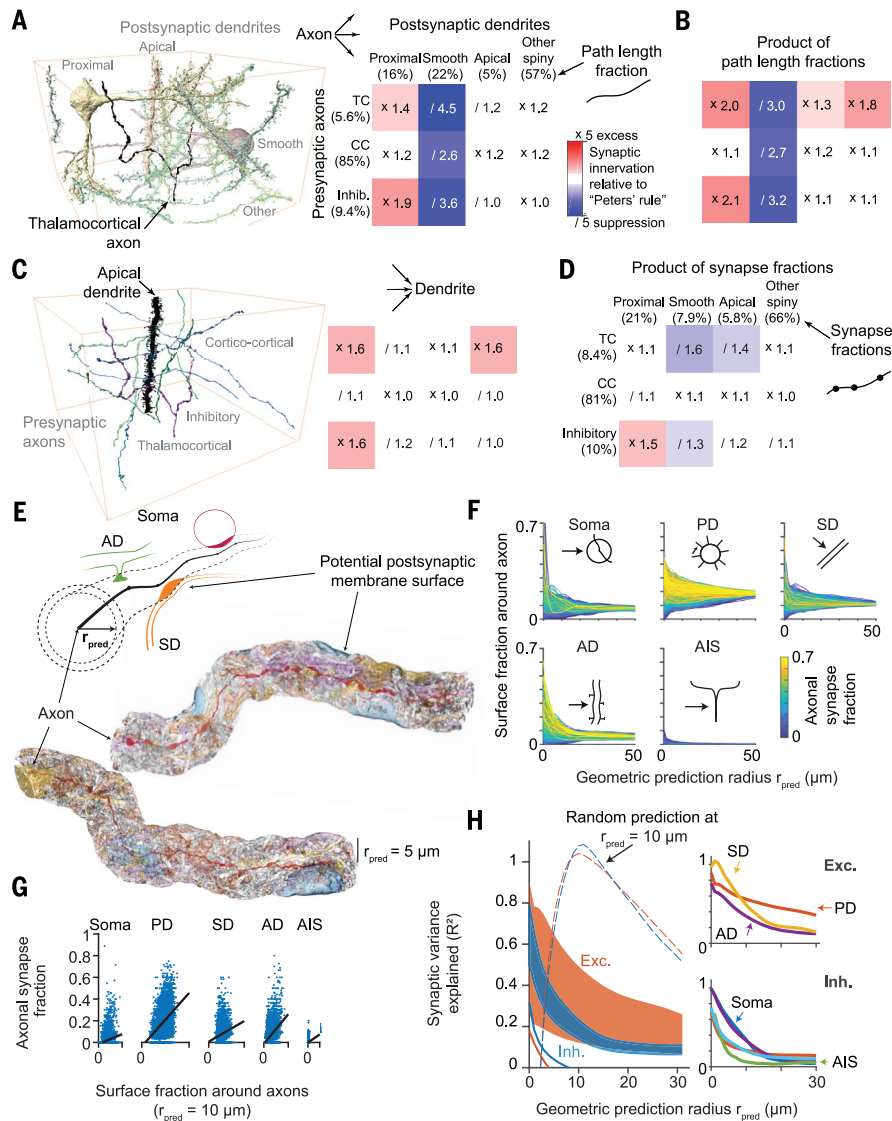 A
Postsynaptic dendrites
Proximal
Apical
Smooth
Other
Thalamocortical
axon
Axon
Postsynaptic dendrites
Proximal Smooth Apical Other spiny
(16%) (22%) (5%) (57%)
Path length
fraction
Presynaptic axons
TC
(5.6%)
x 1.4 / 4.5 / 1.2 x 1.2
CC
(85%)
x 1.2 / 2.6 x 1.2 x 1.2
Inhib.
(9.4%)
x 1.9 / 3.6 / 1.0 x 1.0
x 5 excess
Synaptic
innervation
relative to
"Peters' rule"
/ 5 suppression
B
Product of
path length fractions
x 2.0 / 3.0 x 1.3 x 1.8
x 1.1 / 2.7 x 1.2 x 1.1
x 2.1 / 3.2 x 1.1 x 1.1
C
Apical
dendrite
Cortico-cortical
Inhibitory
Thalamocortical
Presynaptic
axons
Dendrite
x 1.6 / 1.1 x 1.1 x 1.6
/ 1.1 x 1.0 x 1.0 / 1.0
x 1.6 / 1.2 / 1.1 / 1.0
D
Product of synapse fractions
Proximal Smooth Apical Other spiny
(21%) (7.9%) (5.8%) (66%)
Synapse
fractions
TC
(8.4%)
x 1.1 / 1.6 / 1.4 x 1.1
CC
(81%)
/ 1.1 x 1.1 x 1.1 x 1.0
Inhibitory
(10%)
x 1.5 / 1.3 / 1.2 / 1.1
E
Soma
AD
SD
r pred
Potential postsynaptic
membrane surface
Axon
r pred = 5 μm
F
Surface fraction around axon
0.7
0
Soma
PD
SD
0 50
0.7
0
AD
AIS
0 50
0 50
0.7
0
Axonal
synapse
fraction
Geometric prediction radius r pred (μm)
G
Soma PD SD AD AIS
Axonal synapse
fraction
1
0.8
0.6
0.4
0.2
0
0 0 0 0 0
Surface fraction around axons
(r pred = 10 μm)
H
Random prediction at
r pred = 10 μm
Synaptic variance
explained (R²)
1
0.8
0.6
0.4
0.2
0
Exc.
Inh.
0 10 20 30
1
0
SD
Exc.
PD
AD
1
0
Inh.
Soma
AIS
0 30
Geometric prediction radius r pred (μm)